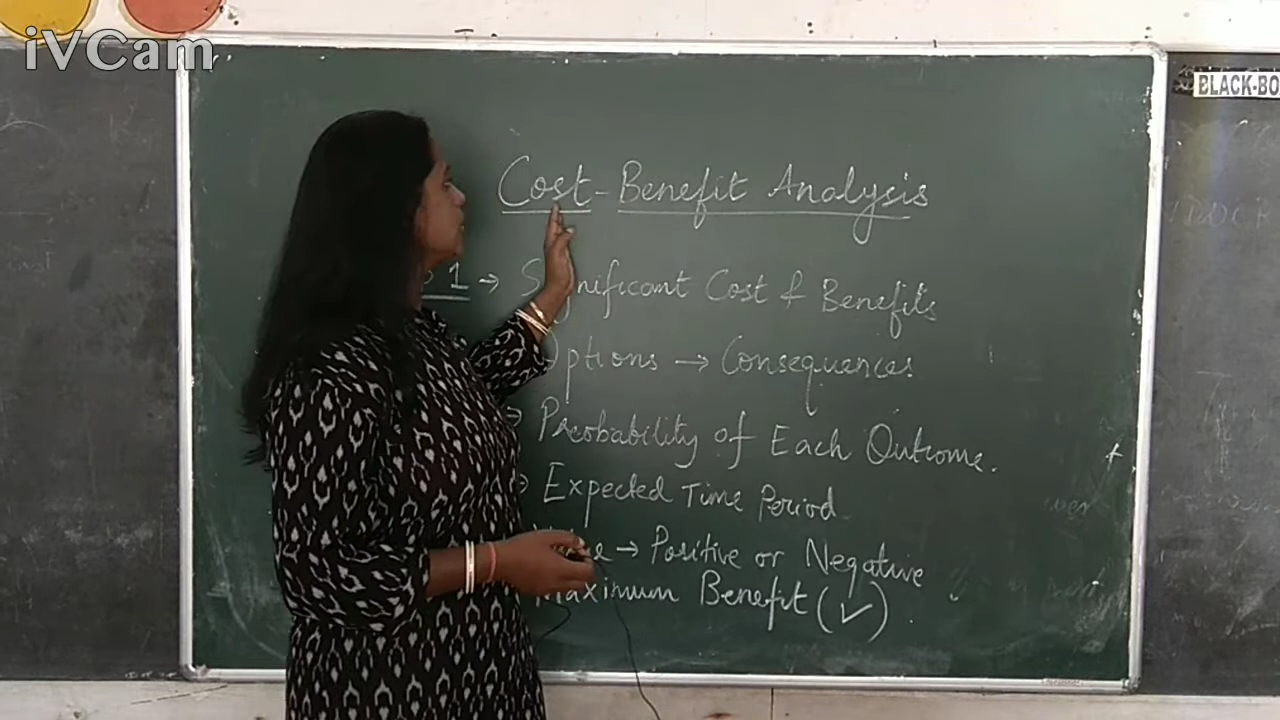 iVCam
BLACK-BO
Cost-Benefit Analysis
1 → Significant Cost & Benefits
Options → Consequences
Probability of Each Outcome.
Expected Time Period
→ Positive or Negative
Maximum Benefit (✓)